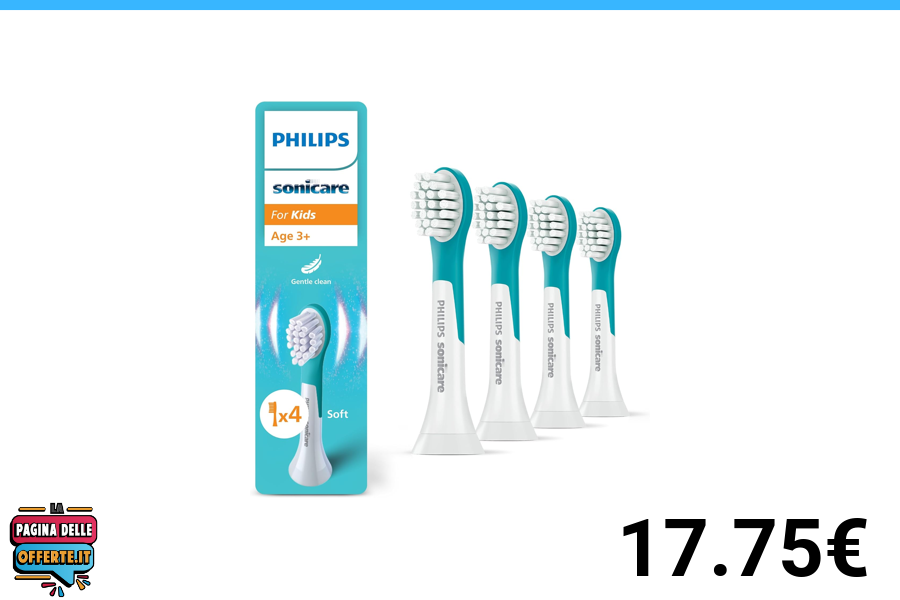 PHILIPS
sonicare
For Kids
Age 3+
Gentle clean
x4
Soft
PHILIPS sonicare
PHILIPS sonicare
PHILIPS sonicare
PHILIPS sonicare
LA
PAGINA DELLE
OFFERTE.IT
17.75€